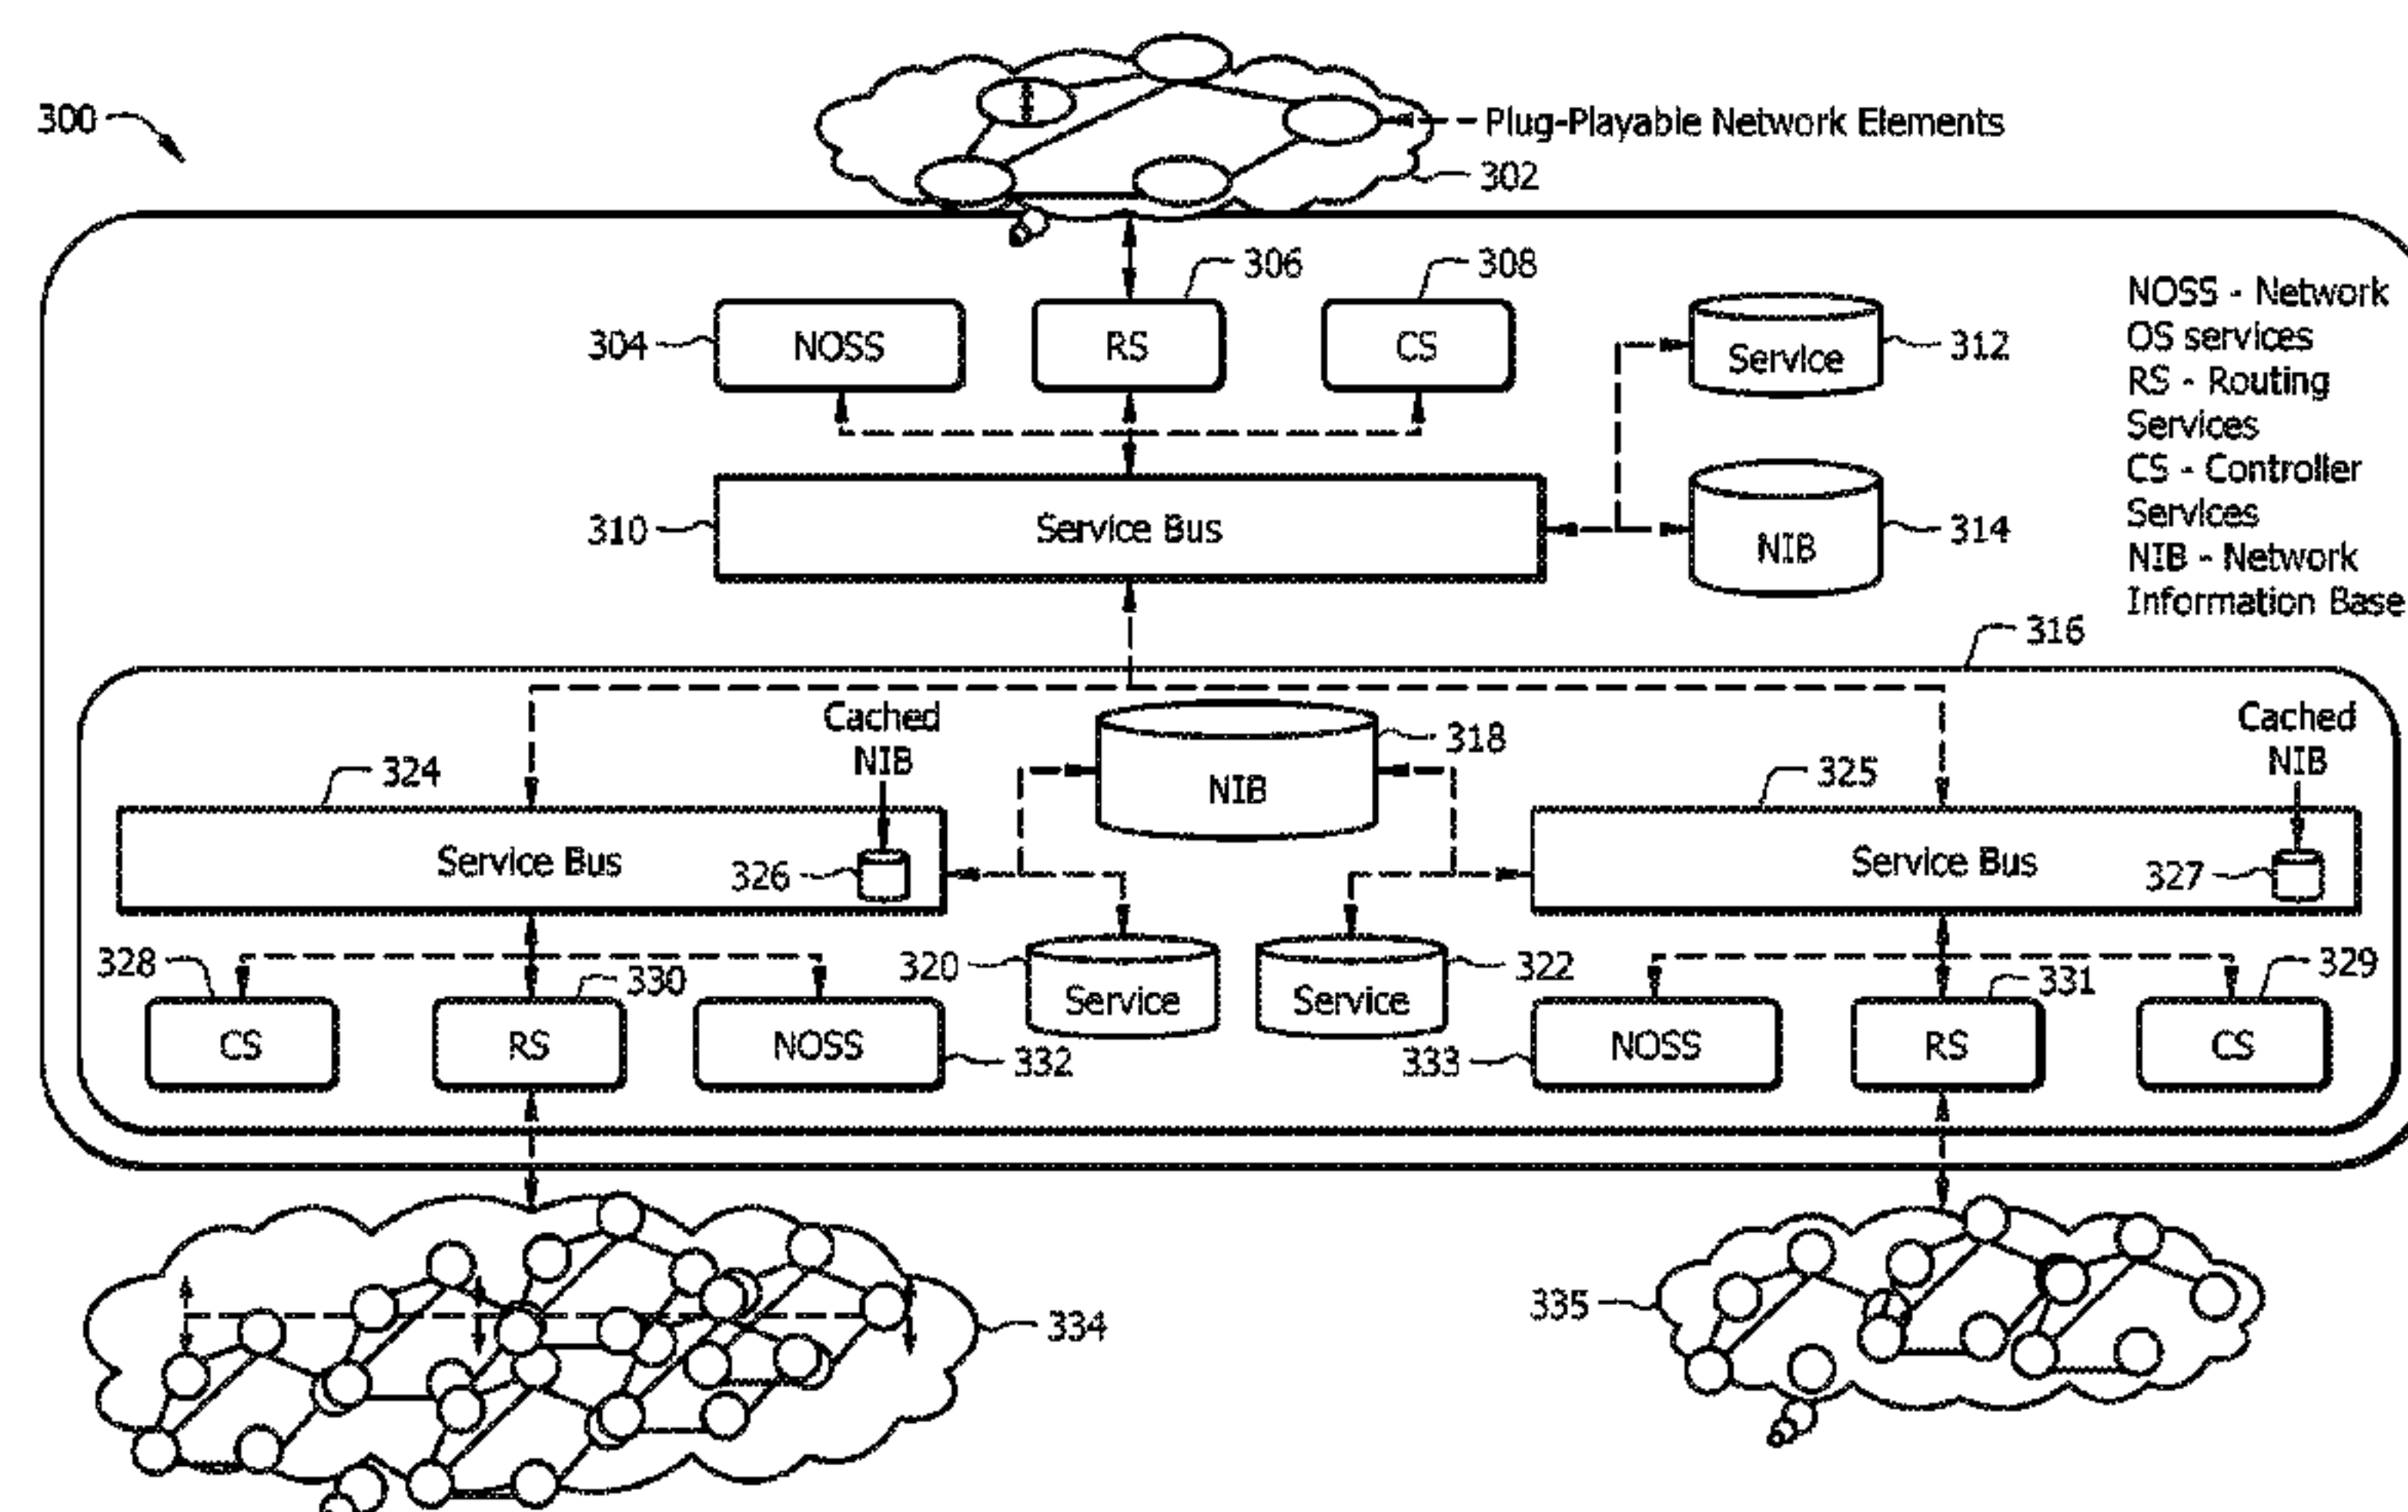 300
Plug-Playable Network Elements
302
306
308
304
NOSS
RS
CS
Service
312
NOSS - Network
OS services
RS - Routing
Services
CS - Controller
Services
NIB - Network
Information Base
310
Service Bus
NIB
314
316
Cached
NIB
318
NIB
Cached
NIB
324
325
Service Bus
326
Service Bus
327
328
330
320
322
331
329
Service
Service
CS
RS
NOSS
332
333
NOSS
RS
CS
334
335